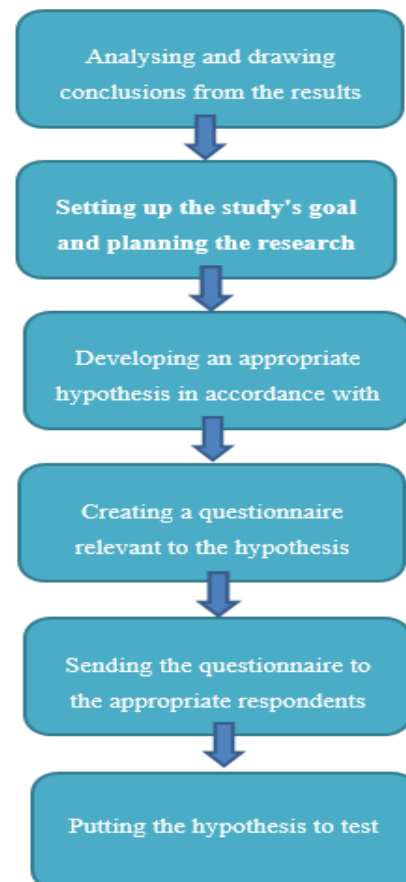 Analysing and drawing
conclusions from the results
Setting up the study's goal
and planning the research
Developing an appropriate
hypothesis in accordance with
Creating a questionnaire
relevant to the hypothesis
Sending the questionnaire to
the appropriate respondents
Putting the hypothesis to test